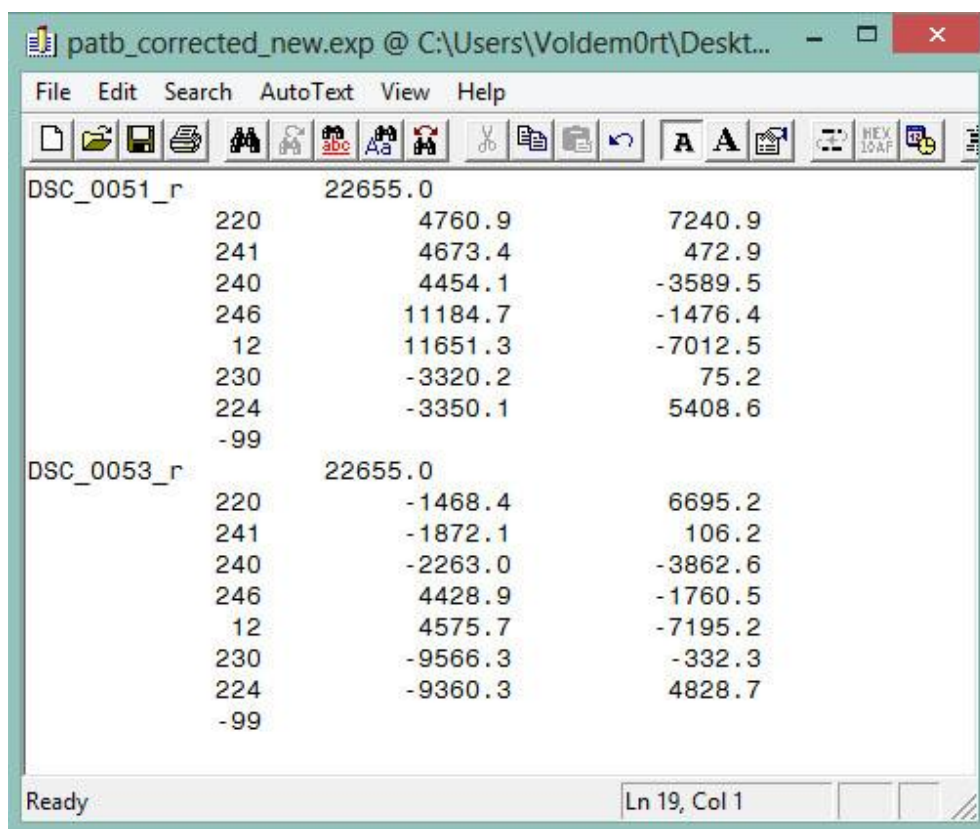 patb_corrected_new.exp @ C:\Users\Voldem0rt\Deskt...
File Edit Search AutoText View Help
abc Aa A A HEX
DSC_0051_r 22655.0
220 4760.9 7240.9
241 4673.4 472.9
240 4454.1 -3589.5
246 11184.7 -1476.4
12 11651.3 -7012.5
230 -3320.2 75.2
224 -3350.1 5408.6
-99
DSC_0053_r 22655.0
220 -1468.4 6695.2
241 -1872.1 106.2
240 -2263.0 -3862.6
246 4428.9 -1760.5
12 4575.7 -7195.2
230 -9566.3 -332.3
224 -9360.3 4828.7
-99
Ready Ln 19, Col 1